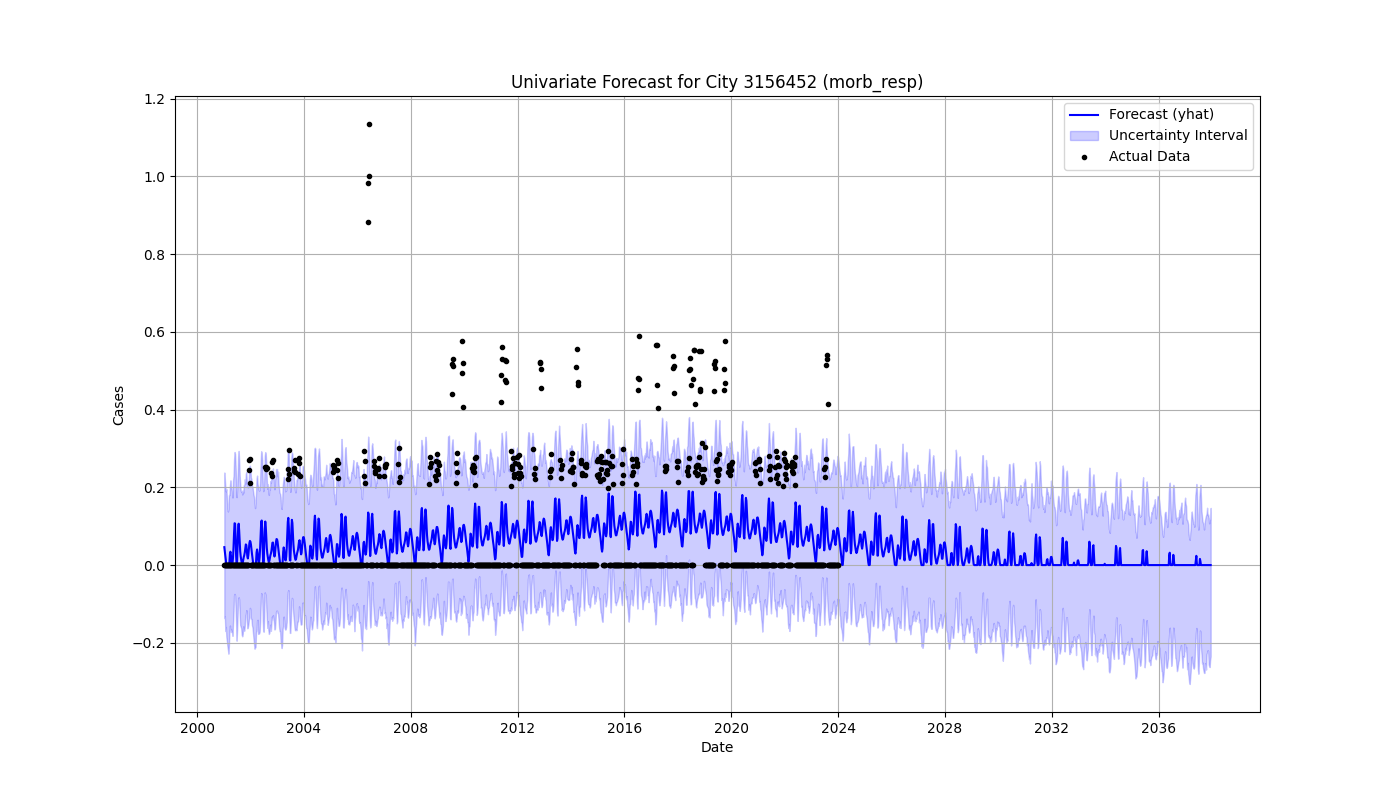 Univariate Forecast for City 3156452 (morb_resp)
Forecast (yhat)
Uncertainty Interval
Actual Data
Cases
1.2
1.0
0.8
0.6
0.4
0.2
0.0
−0.2
2000 2004 2008 2012 2016 2020 2024 2028 2032 2036
Date